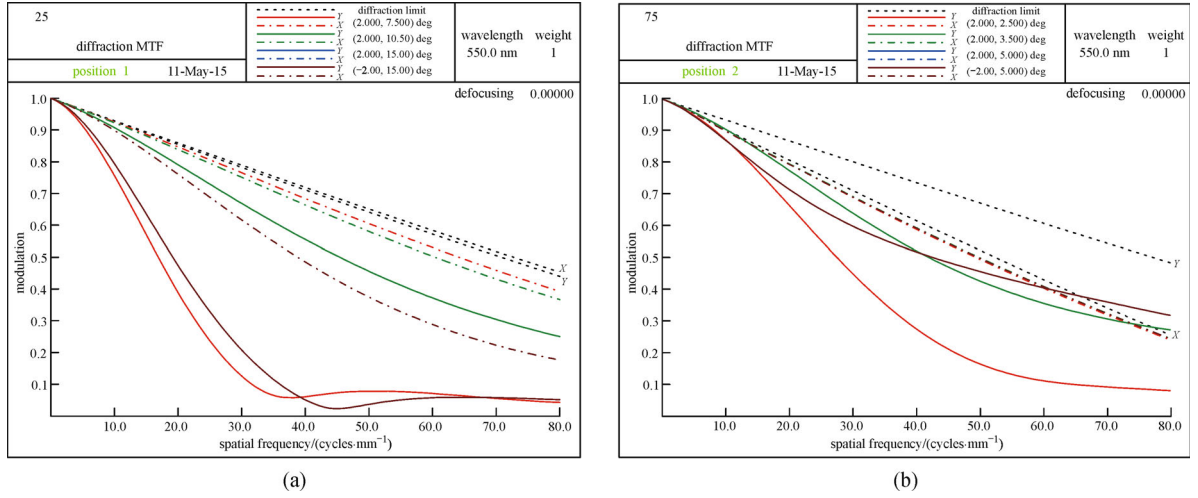 25
diffraction MTF
position 1 11-May-15
diffraction limit
Y
X (2.000, 7.500) deg
Y
X (2.000, 10.50) deg
Y
X (2.000, 15.00) deg
Y
X (−2.00, 15.00) deg
wavelength weight
550.0 nm 1
defocusing 0.00000
1.0
0.9
0.8
0.7
0.6
0.5
0.4
0.3
0.2
0.1
modulation
X
Y
10.0 20.0 30.0 40.0 50.0 60.0 70.0 80.0
spatial frequency/(cycles·mm⁻¹)
(a)
75
diffraction MTF
position 2 11-May-15
diffraction limit
Y
X (2.000, 2.500) deg
Y
X (2.000, 3.500) deg
Y
X (2.000, 5.000) deg
Y
X (−2.00, 5.000) deg
wavelength weight
550.0 nm 1
defocusing 0.00000
1.0
0.9
0.8
0.7
0.6
0.5
0.4
0.3
0.2
0.1
modulation
Y
X
10.0 20.0 30.0 40.0 50.0 60.0 70.0 80.0
spatial frequency/(cycles·mm⁻¹)
(b)